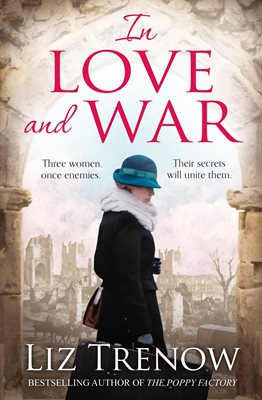 In
LOVE
and WAR
Three women,
once enemies.
Their secrets
will unite them.
LIZ TRENOW
BESTSELLING AUTHOR OF THE POPPY FACTORY